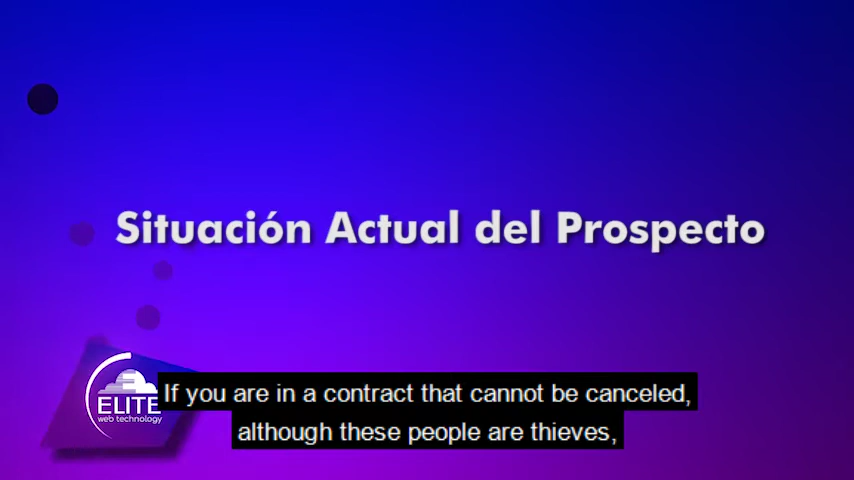 Situación Actual del Prospecto
If you are in a contract that cannot be canceled,
although these people are thieves,
ELITE
web technology